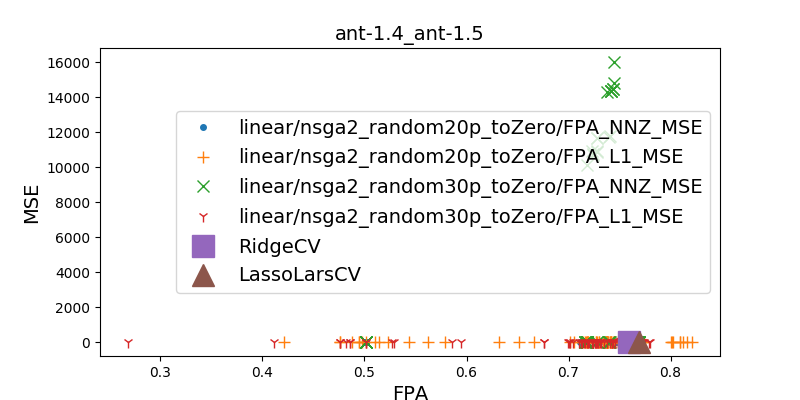 ant-1.4_ant-1.5
MSE
16000
14000
12000
10000
8000
6000
4000
2000
0
linear/nsga2_random20p_toZero/FPA_NNZ_MSE
linear/nsga2_random20p_toZero/FPA_L1_MSE
linear/nsga2_random30p_toZero/FPA_NNZ_MSE
linear/nsga2_random30p_toZero/FPA_L1_MSE
RidgeCV
LassoLarsCV
0.3 0.4 0.5 0.6 0.7 0.8
FPA